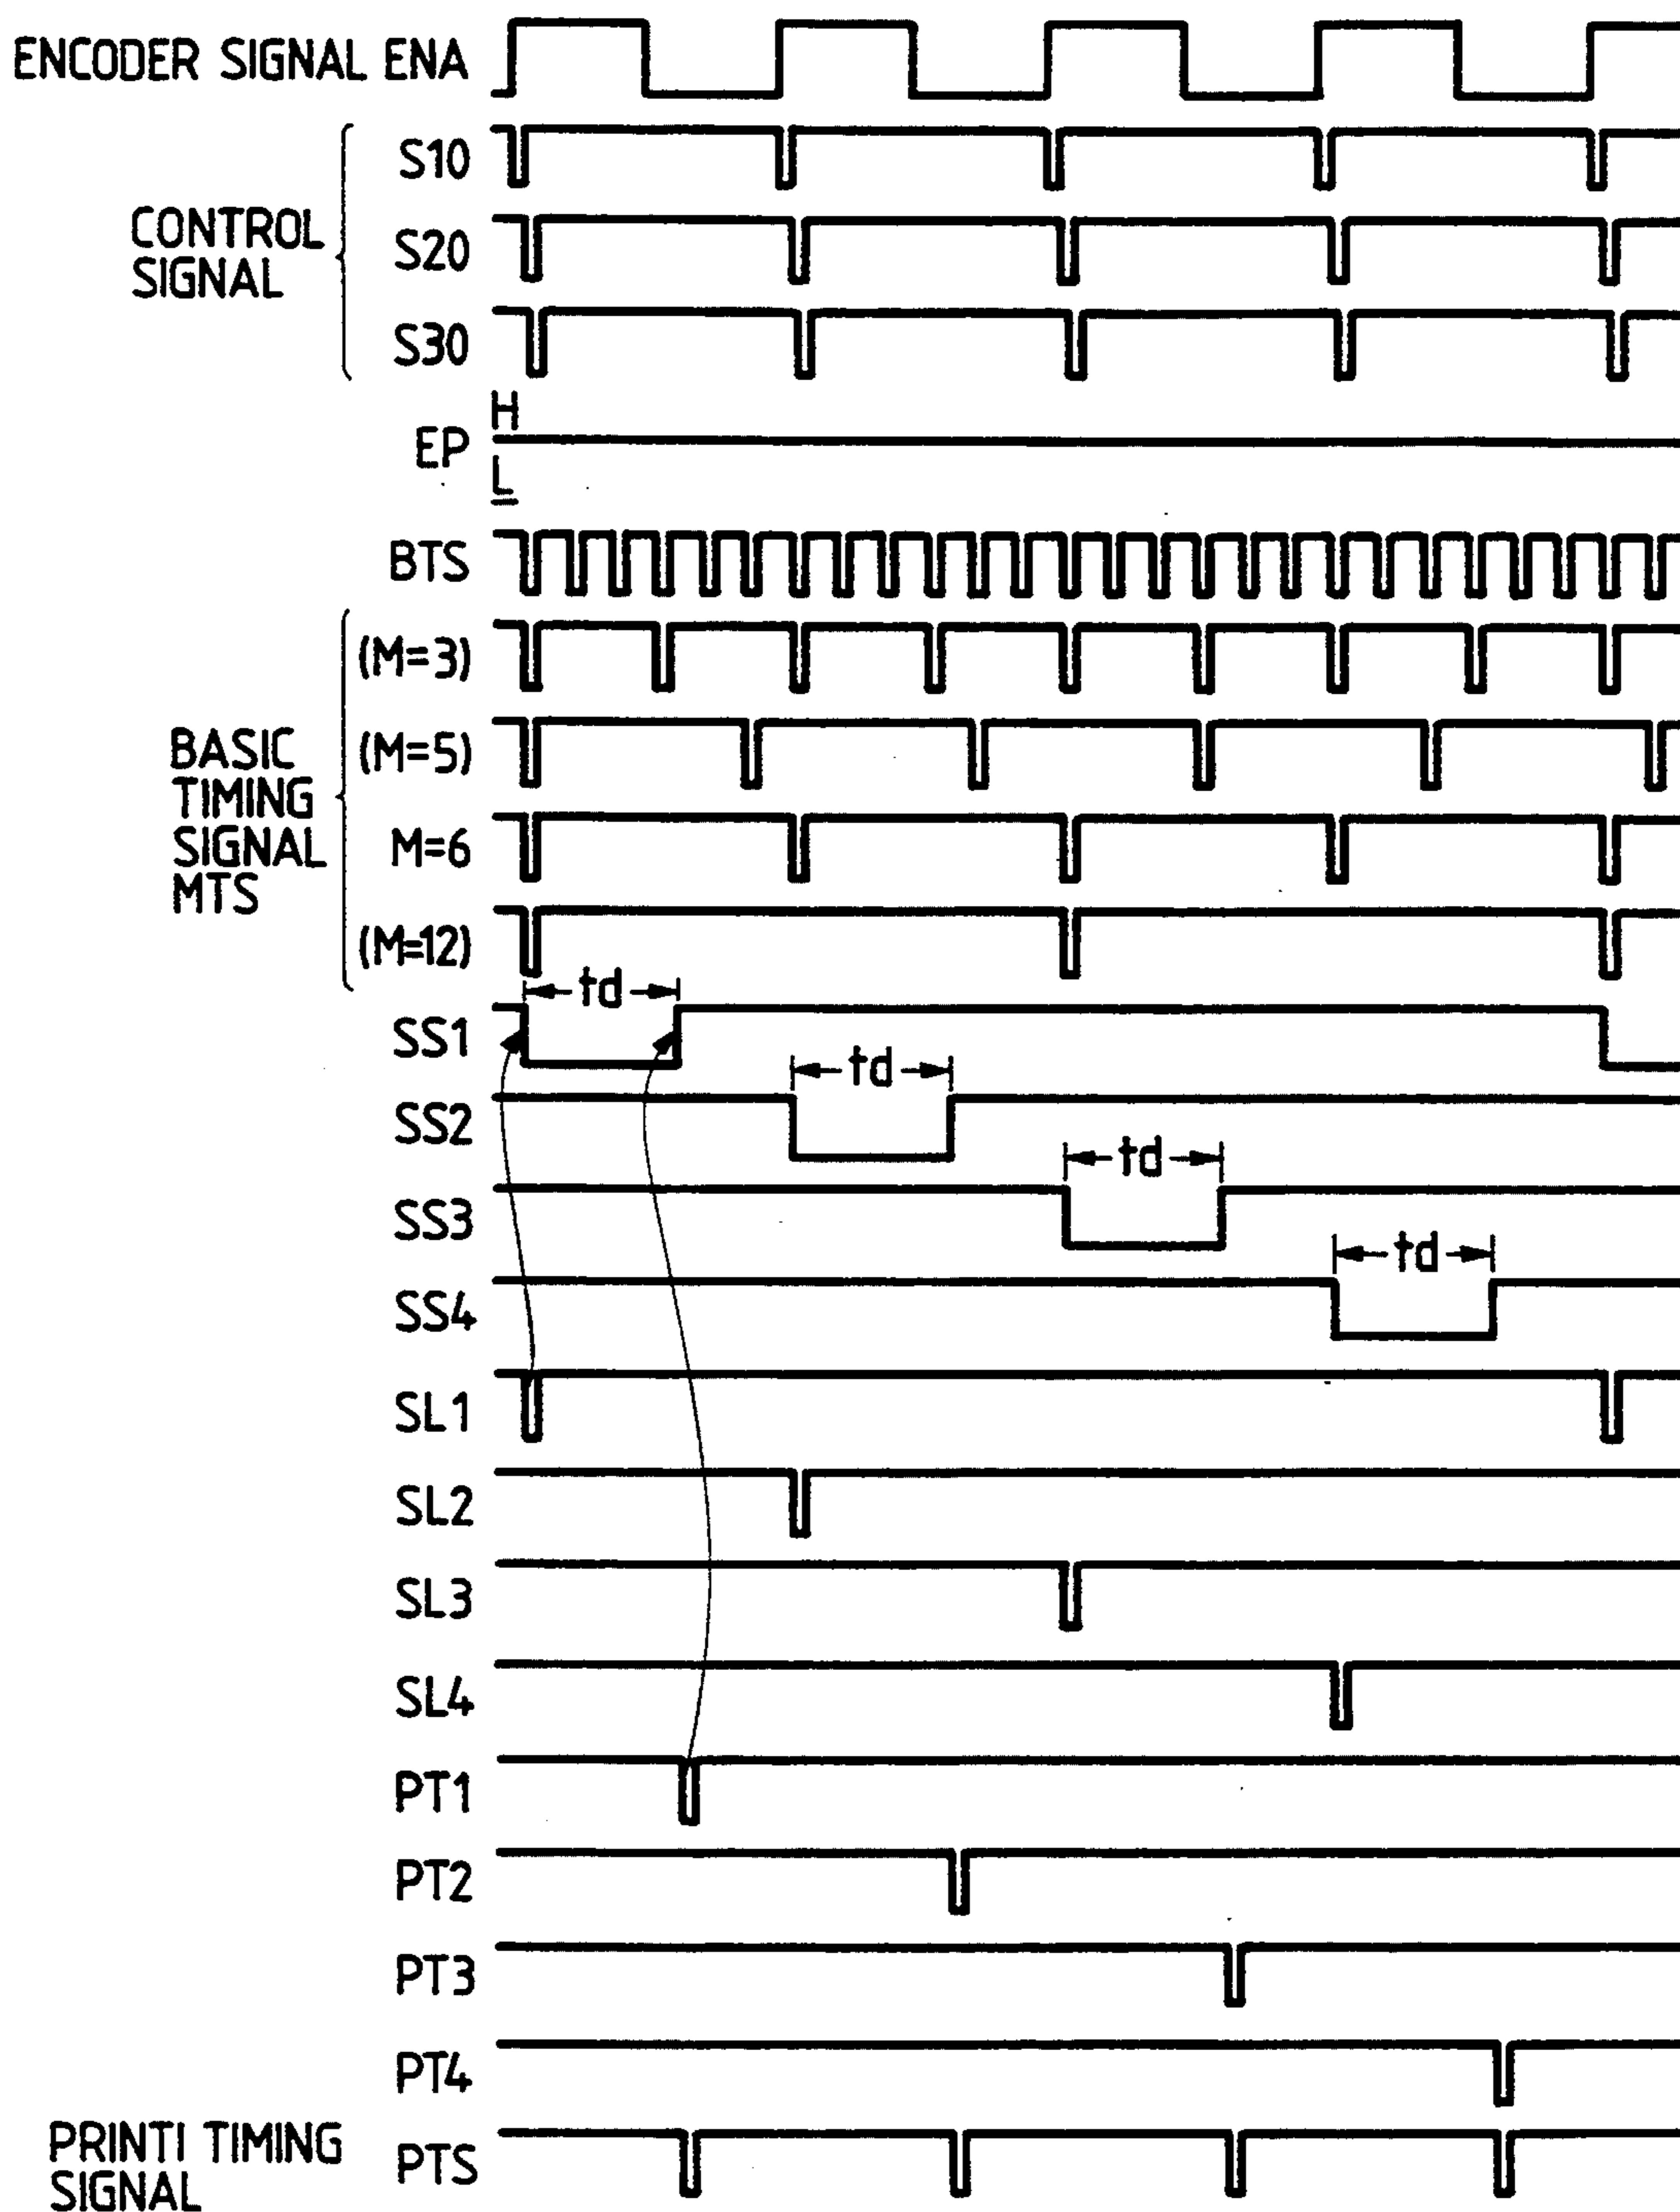 ENCODER SIGNAL ENA
CONTROL
SIGNAL
S10
S20
S30
H
EP
L
BTS
BASIC
TIMING
SIGNAL
MTS
(M=3)
(M=5)
M=6
(M=12)
td
SS1
td
SS2
td
SS3
td
SS4
SL1
SL2
SL3
SL4
PT1
PT2
PT3
PT4
PRINTI TIMING
SIGNAL
PTS